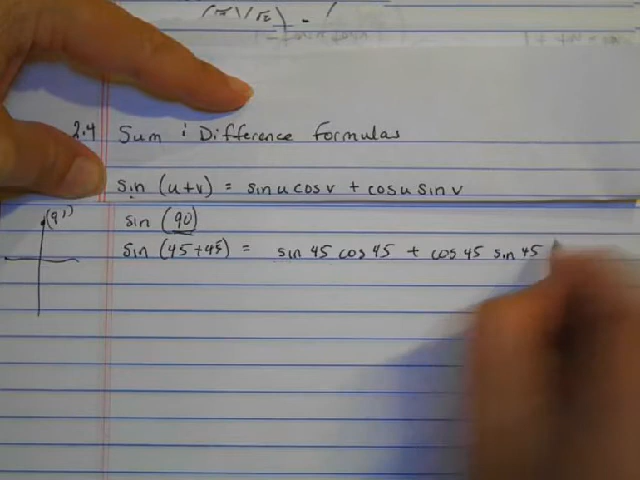 2.4 Sum & Difference Formulas
sin (u+v) = sin u cos v + cos u sin v
sin (90)
sin (45+45) = sin 45 cos 45 + cos 45 sin 45